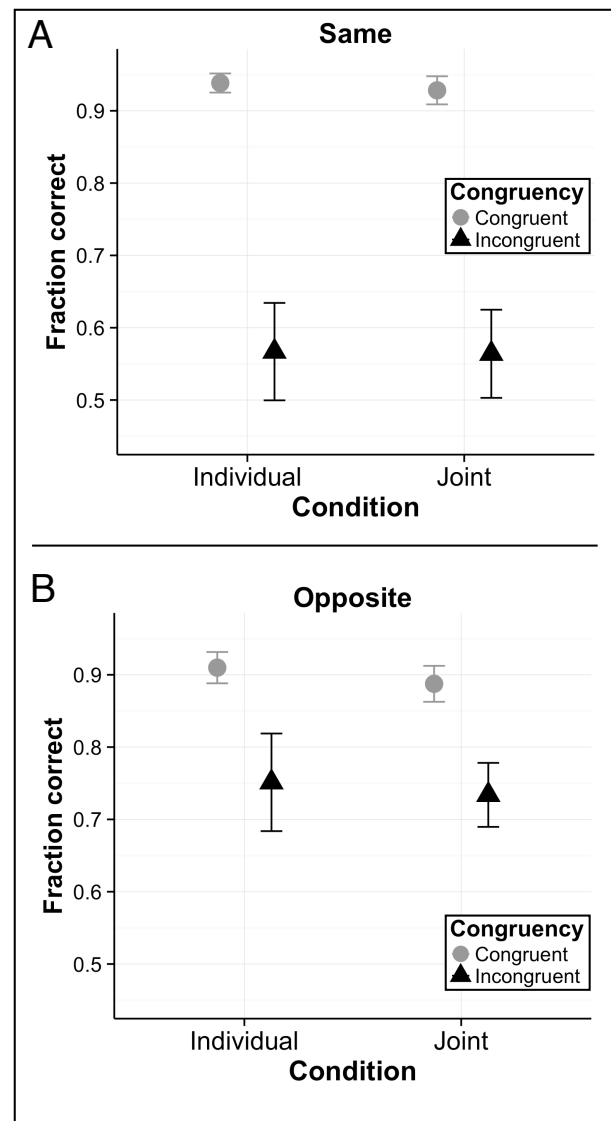 A
Same
0.9
0.8
0.7
0.6
0.5
Fraction correct
Congruency
Congruent
Incongruent
Individual Joint
Condition
B
Opposite
0.9
0.8
0.7
0.6
0.5
Fraction correct
Congruency
Congruent
Incongruent
Individual Joint
Condition